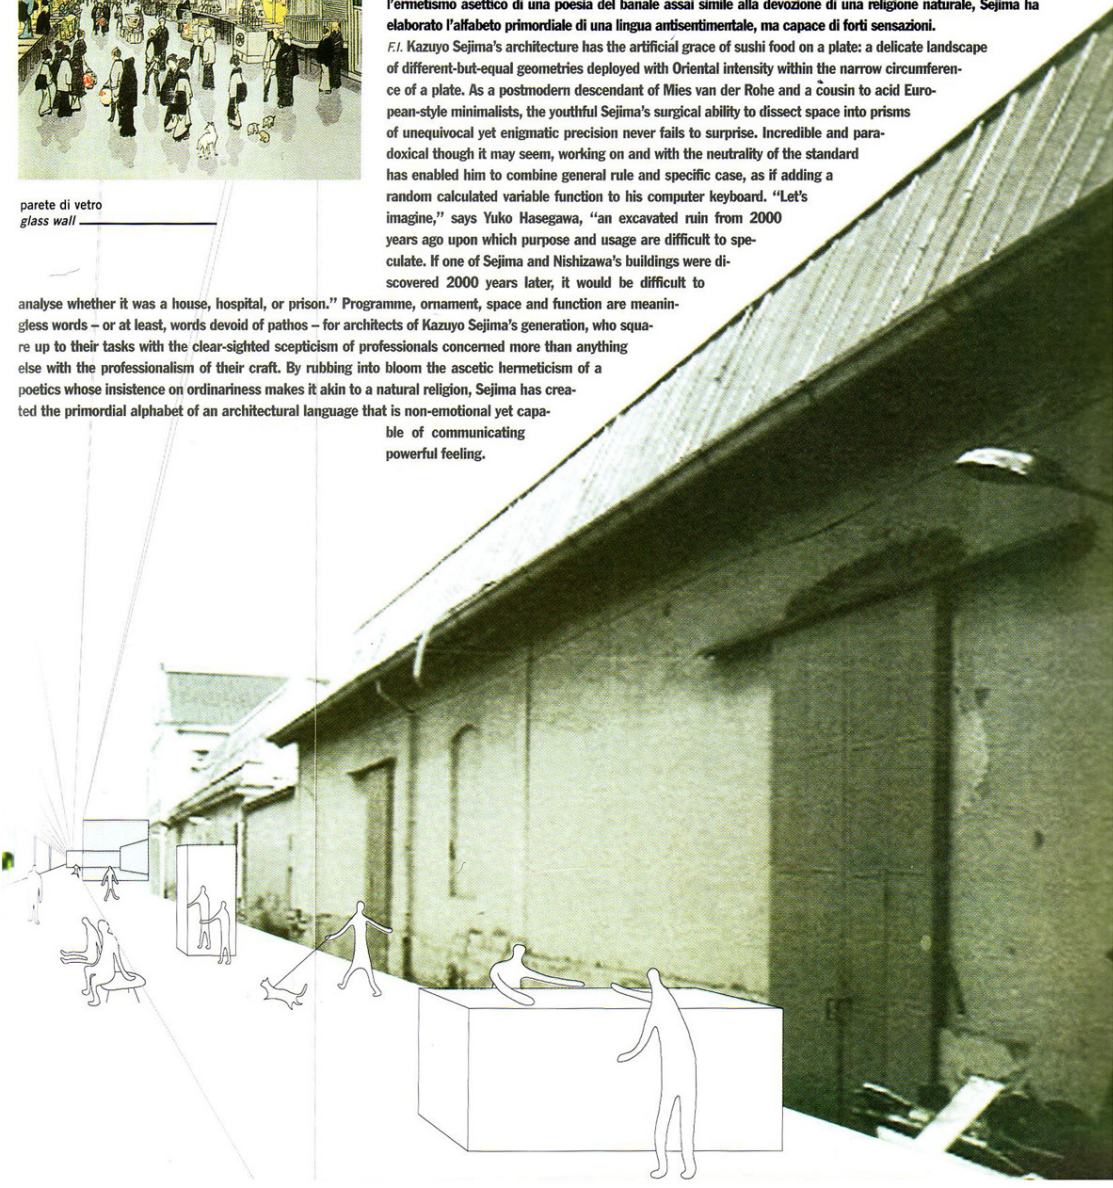 l'ermetismo asettico di una poesia del banale assai simile alla devozione di una religione naturale, Sejima ha
elaborato l'alfabeto primordiale di una lingua antisentimentale, ma capace di forti sensazioni.
F.I. Kazuyo Sejima's architecture has the artificial grace of sushi food on a plate: a delicate landscape
of different-but-equal geometries deployed with Oriental intensity within the narrow circumferen-
ce of a plate. As a postmodern descendant of Mies van der Rohe and a cousin to acid Euro-
pean-style minimalists, the youthful Sejima's surgical ability to dissect space into prisms
of unequivocal yet enigmatic precision never fails to surprise. Incredible and para-
doxical though it may seem, working on and with the neutrality of the standard
has enabled him to combine general rule and specific case, as if adding a
random calculated variable function to his computer keyboard. “Let's
imagine,” says Yuko Hasegawa, “an excavated ruin from 2000
years ago upon which purpose and usage are difficult to spe-
culate. If one of Sejima and Nishizawa's buildings were di-
scovered 2000 years later, it would be difficult to
analyse whether it was a house, hospital, or prison.” Programme, ornament, space and function are meanin-
gless words – or at least, words devoid of pathos – for architects of Kazuyo Sejima's generation, who squa-
re up to their tasks with the clear-sighted scepticism of professionals concerned more than anything
else with the professionalism of their craft. By rubbing into bloom the ascetic hermeticism of a
poetics whose insistence on ordinariness makes it akin to a natural religion, Sejima has crea-
ted the primordial alphabet of an architectural language that is non-emotional yet capa-
ble of communicating
powerful feeling.
parete di vetro
glass wall